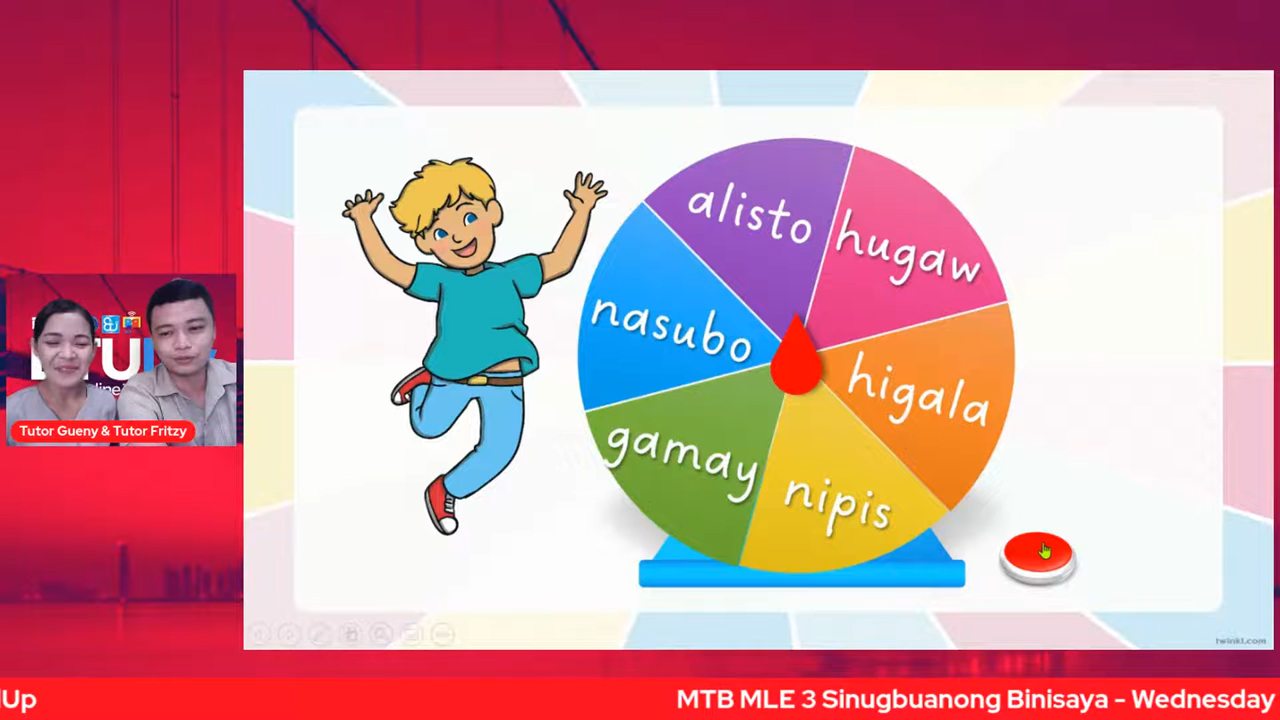 alisto
hugaw
nasubo
higala
gamay
nipis
Tutor Gueny & Tutor Fritzy
twinkl.com
Up
MTB MLE 3 Sinugbuanong Binisaya - Wednesday